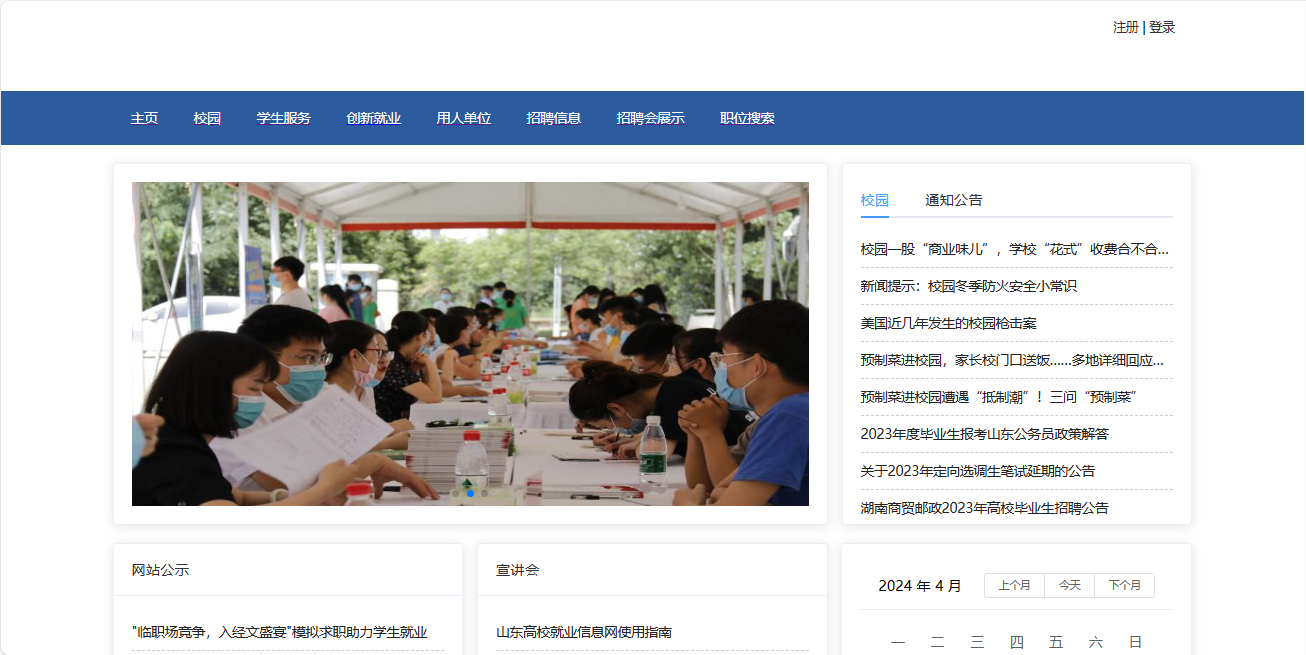 注册 | 登录
主页 校园 学生服务 创新就业 用人单位 招聘信息 招聘会展示 职位搜索
校园 通知公告
校园一股“商业味儿”，学校“花式”收费合不合...
新闻提示：校园冬季防火安全小常识
美国近几年发生的校园枪击案
预制菜进校园，家长校门口送饭……多地详细回应...
预制菜进校园遭遇“抵制潮”！三问“预制菜”
2023年度毕业生报考山东公务员政策解答
关于2023年定向选调生笔试延期的公告
湖南商贸邮政2023年高校毕业生招聘公告
网站公示
"临职场竞争，入经文盛宴"模拟求职助力学生就业
宣讲会
山东高校就业信息网使用指南
2024 年 4 月 上个月 今天 下个月
一 二 三 四 五 六 日